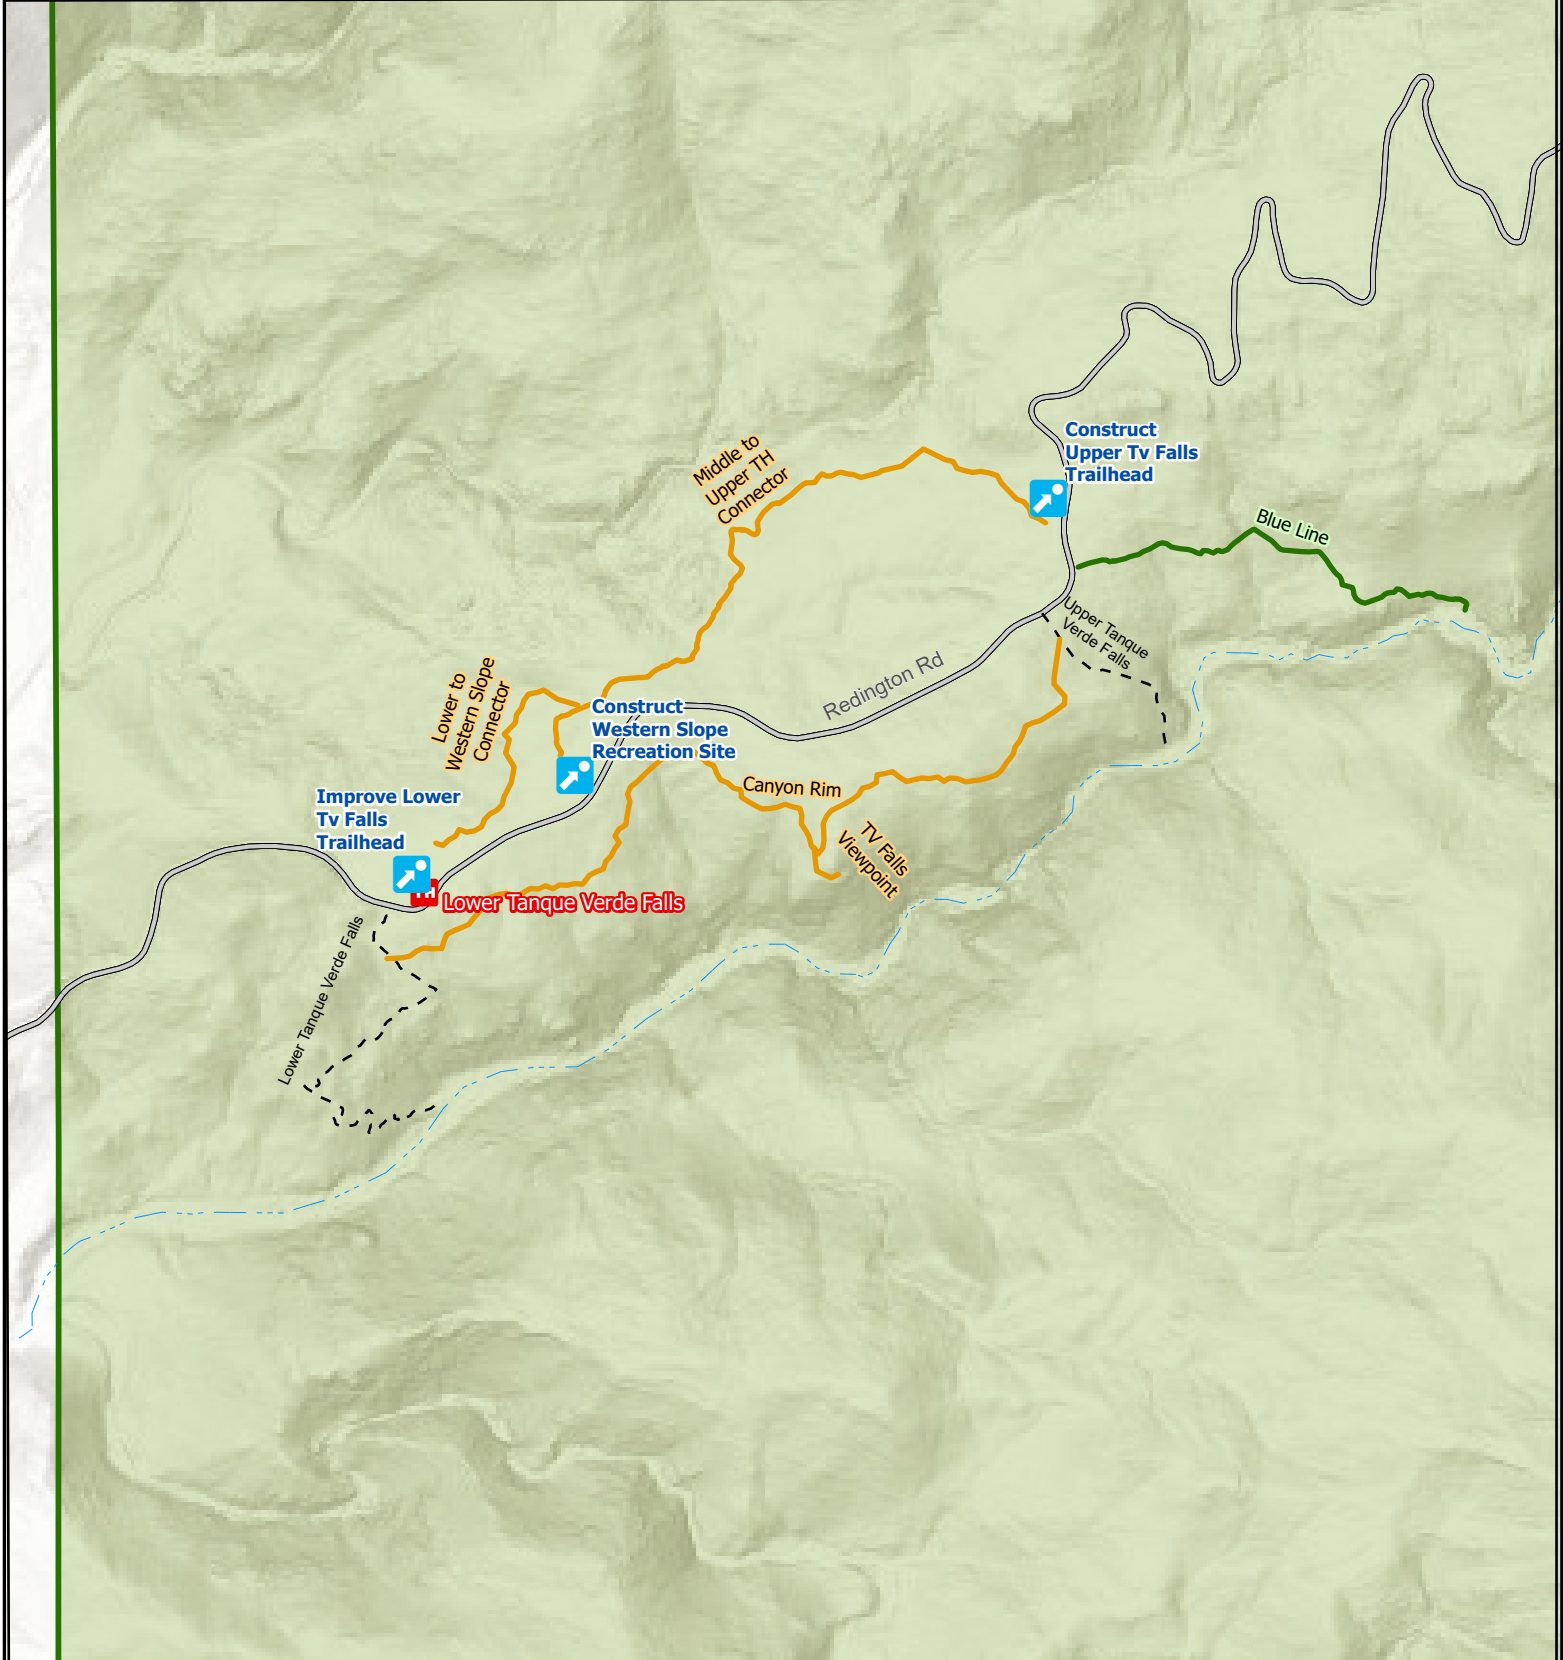 Construct
Upper Tv Falls
Trailhead
Middle to
Upper TH
Connector
Blue Line
Upper Tanque
Verde Falls
Redington Rd
Lower to
Western Slope
Connector
Construct
Western Slope
Recreation Site
Canyon Rim
Improve Lower
Tv Falls
Trailhead
TV Falls
Viewpoint
Lower Tanque Verde Falls
Lower Tanque Verde Falls